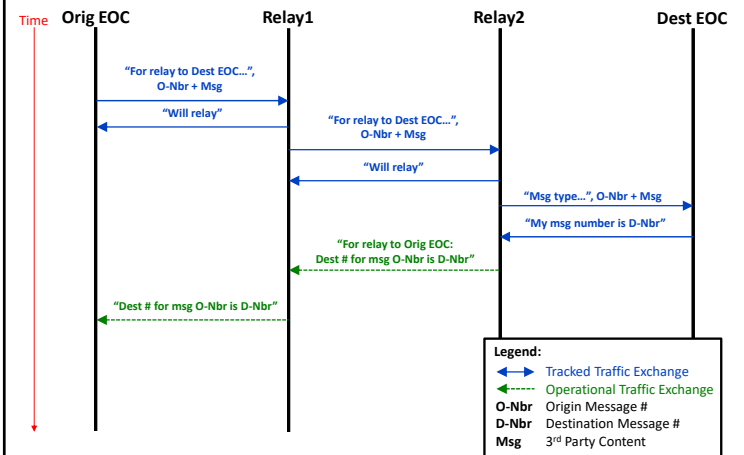 Time
Orig EOC
Relay1
Relay2
Dest EOC
“For relay to Dest EOC...”,
O-Nbr + Msg
“Will relay”
“For relay to Dest EOC...”,
O-Nbr + Msg
“Will relay”
“Msg type...”, O-Nbr + Msg
“My msg number is D-Nbr”
“For relay to Orig EOC:
Dest # for msg O-Nbr is D-Nbr”
“Dest # for msg O-Nbr is D-Nbr”
Legend:
Tracked Traffic Exchange
Operational Traffic Exchange
O-Nbr Origin Message #
D-Nbr Destination Message #
Msg 3rd Party Content